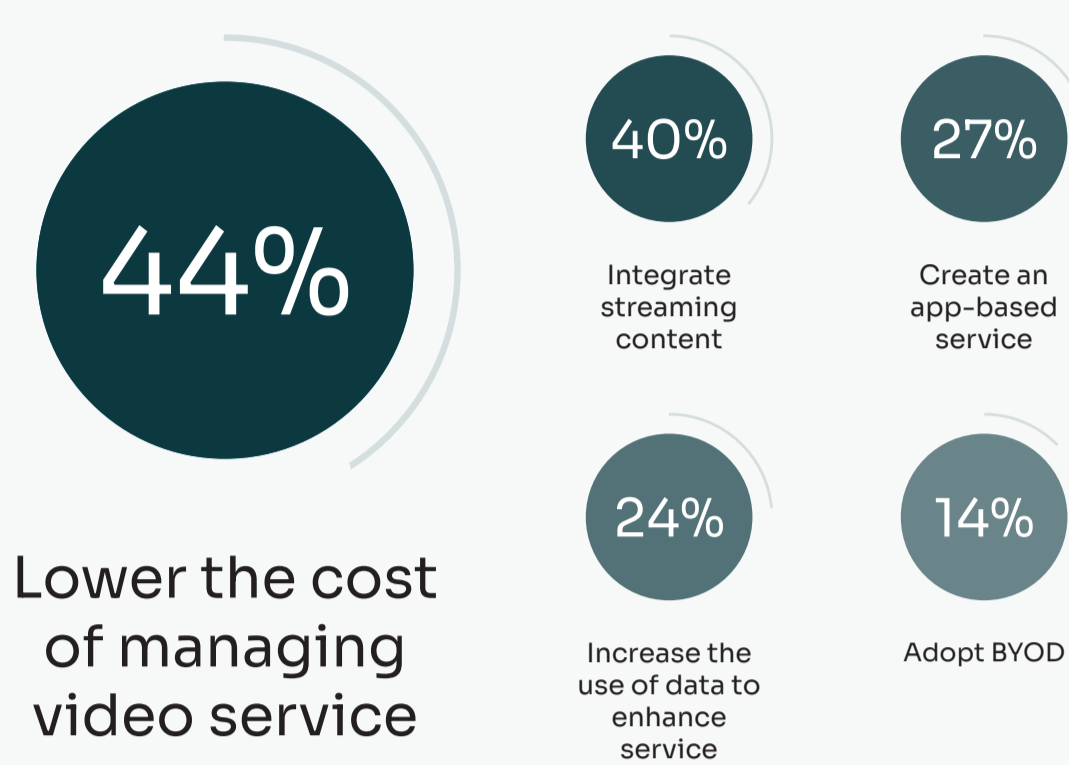 44%
Lower the cost
of managing
video service
40%
Integrate
streaming
content
27%
Create an
app-based
service
24%
Increase the
use of data to
enhance
service
14%
Adopt BYOD